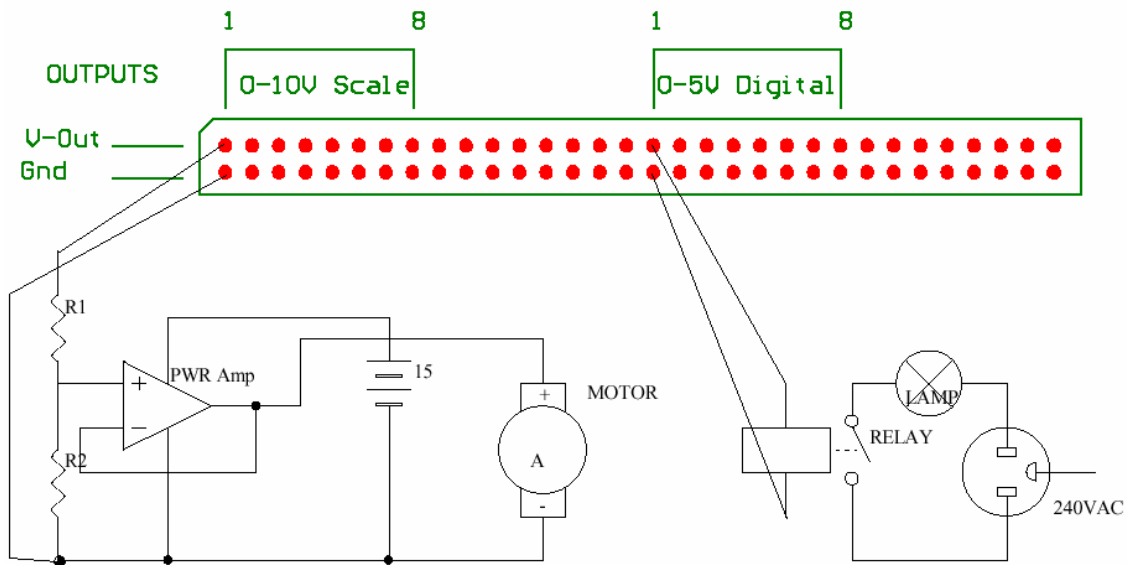 1 8 1 8
OUTPUTS
0-10V Scale 0-5V Digital
V-Out
Gnd
R1
PWR Amp
15
+
-
R2
+
A
-
MOTOR
LAMP
RELAY
240VAC